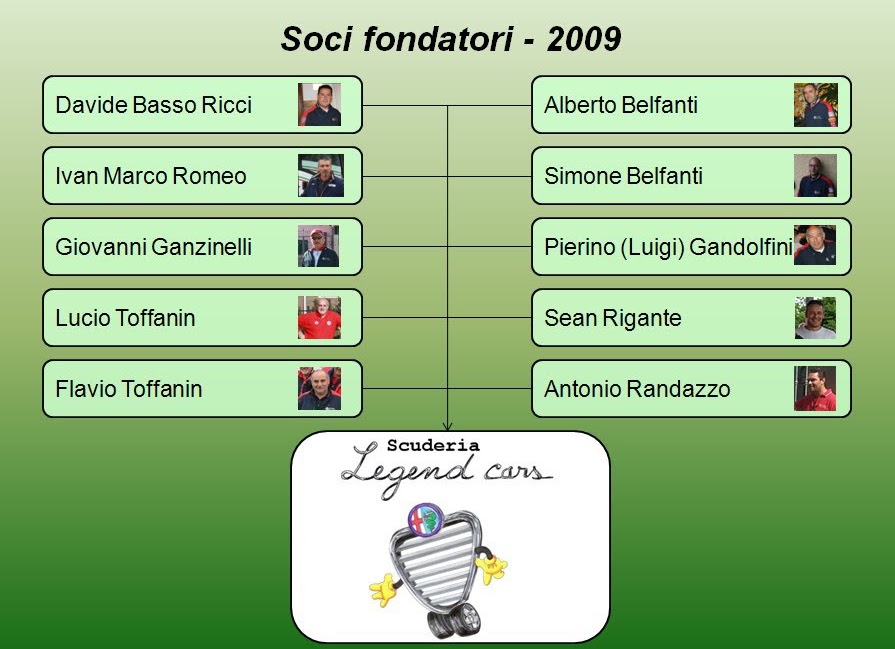 Soci fondatori - 2009
Davide Basso Ricci
Alberto Belfanti
Ivan Marco Romeo
Simone Belfanti
Giovanni Ganzinelli
Pierino (Luigi) Gandolfini
Lucio Toffanin
Sean Rigante
Flavio Toffanin
Antonio Randazzo
Scuderia
Legend cars